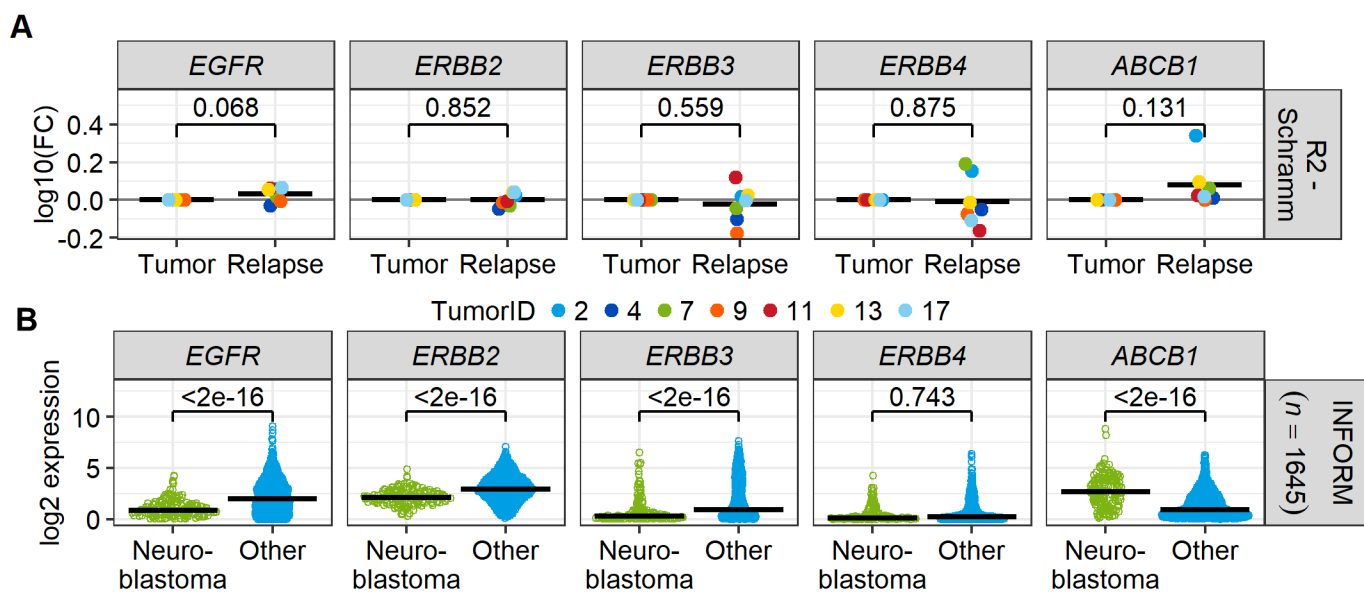 A
EGFR ERBB2 ERBB3 ERBB4 ABCB1
0.068 0.852 0.559 0.875 0.131
log10(FC)
0.4
0.2
0.0
-0.2
R2 -
Schramm
Tumor Relapse Tumor Relapse Tumor Relapse Tumor Relapse Tumor Relapse
TumorID 2 4 7 9 11 13 17
B
EGFR ERBB2 ERBB3 ERBB4 ABCB1
<2e-16 <2e-16 <2e-16 0.743 <2e-16
log2 expression
10
5
0
INFORM
(n = 1645)
Neuro- Other Neuro- Other Neuro- Other Neuro- Other Neuro- Other
blastoma blastoma blastoma blastoma blastoma